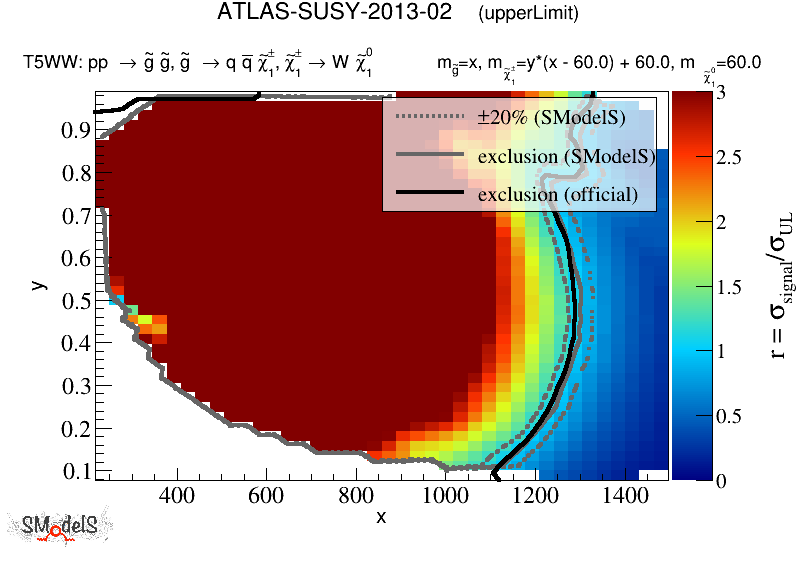 ATLAS-SUSY-2013-02 (upperLimit)
T5WW: pp → g̃ g̃, g̃ → q q̅ χ̃₁±, χ̃₁± → W χ̃₁⁰ m_g̃=x, m_χ̃₁±=y*(x - 60.0) + 60.0, m_χ̃₁⁰=60.0
±20% (SModelS)
exclusion (SModelS)
exclusion (official)
y
0.9
0.8
0.7
0.6
0.5
0.4
0.3
0.2
0.1
400 600 800 1000 1200 1400
x
3
2.5
2
1.5
1
0.5
0
r = σ_signal/σ_UL
SModelS